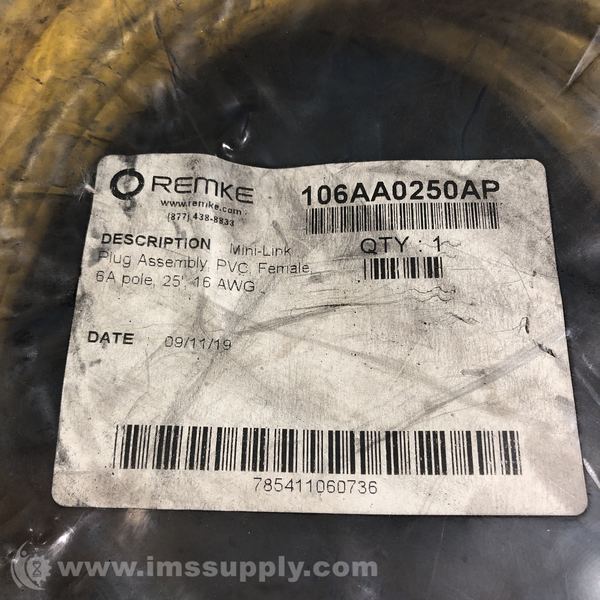 REMKE
www.remke.com
(877) 438-8833
106AA0250AP
DESCRIPTION Mini-Link
Plug Assembly, PVC, Female,
6A pole, 25', 16 AWG
QTY : 1
DATE : 09/11/19
785411060736
www.imssupply.com